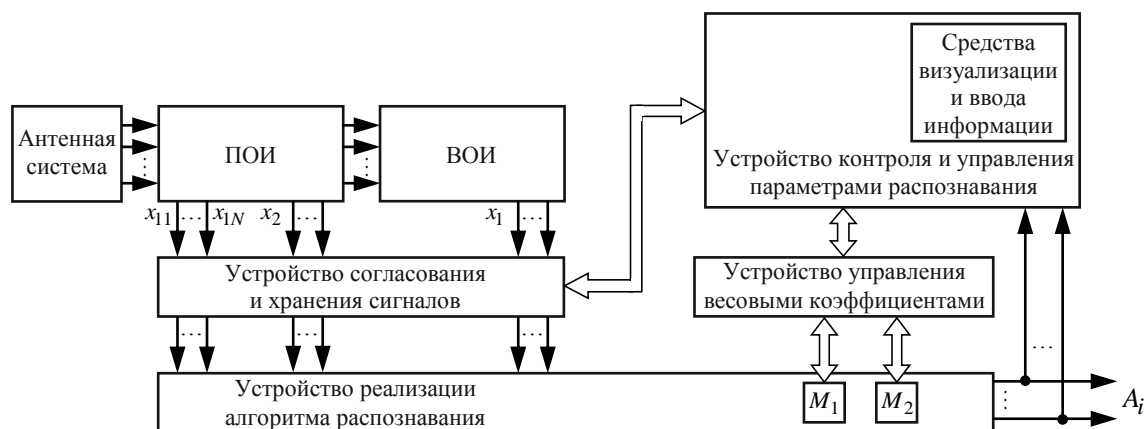 Средства
визуализации
и ввода
информации
Антенная
система
ПОИ
ВОИ
Устройство контроля и управления
параметрами распознавания
x11 ... x1N x2 ... x1 ...
Устройство согласования
и хранения сигналов
Устройство управления
весовыми коэффициентами
... ... ... ...
Устройство реализации
алгоритма распознавания
M1 M2
Ai